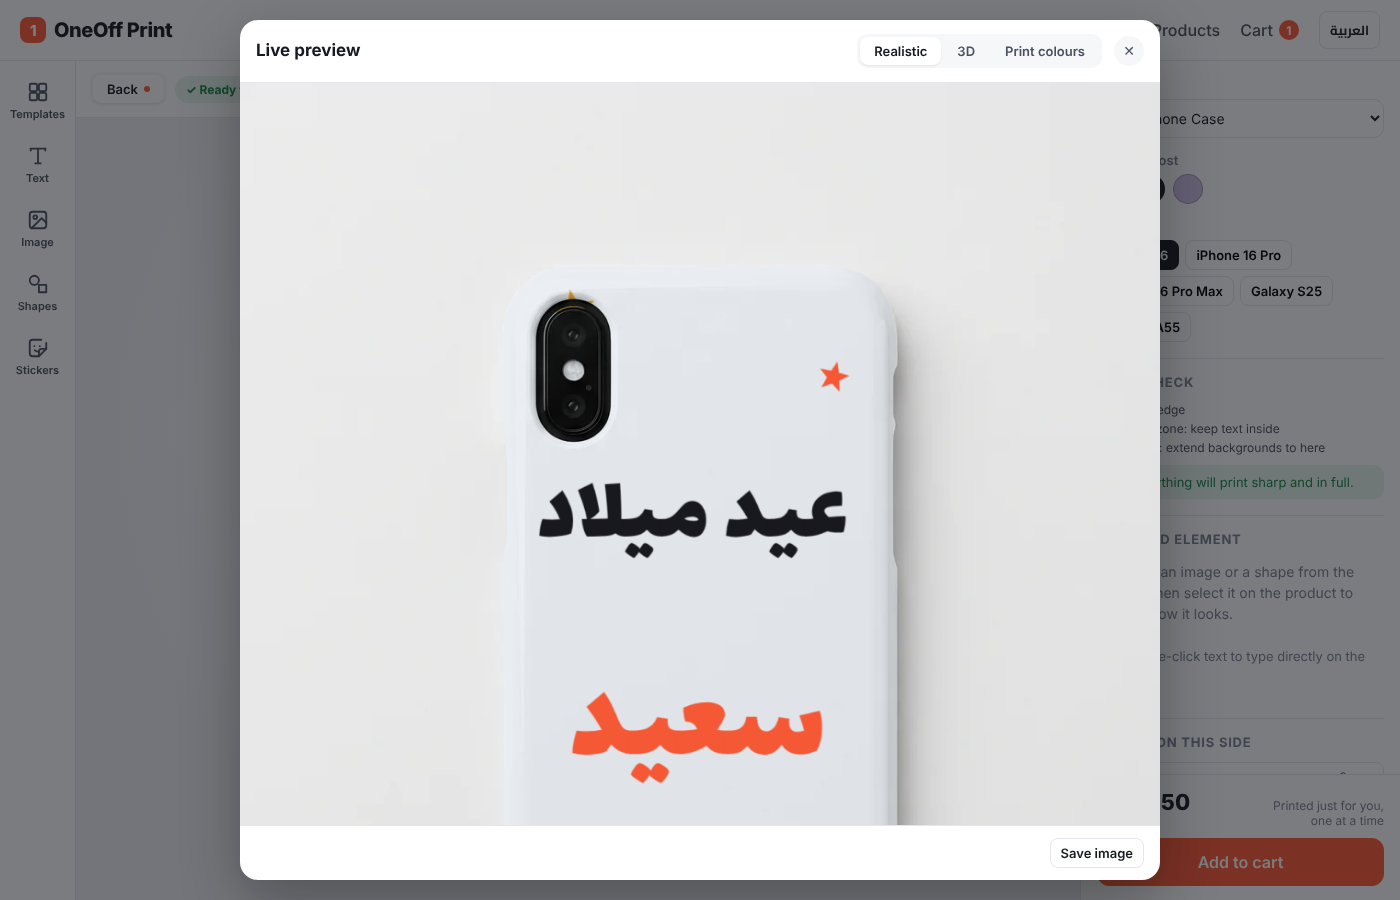 1 OneOff Print
Products
Cart 1
العربية
Live preview
Realistic
3D
Print colours
×
Back
✓ Ready
Templates
Text
Image
Shapes
Stickers
عيد ميلاد
سعيد
Case
iPhone 16 Pro
Pro Max
Galaxy S25
edge
zone: keep text inside
extend backgrounds to here
will print sharp and in full.
ELEMENT
an image or a shape from the
select it on the product to
it looks.
text to type directly on the
ON THIS SIDE
50
Printed just for you,
one at a time
Add to cart
Save image